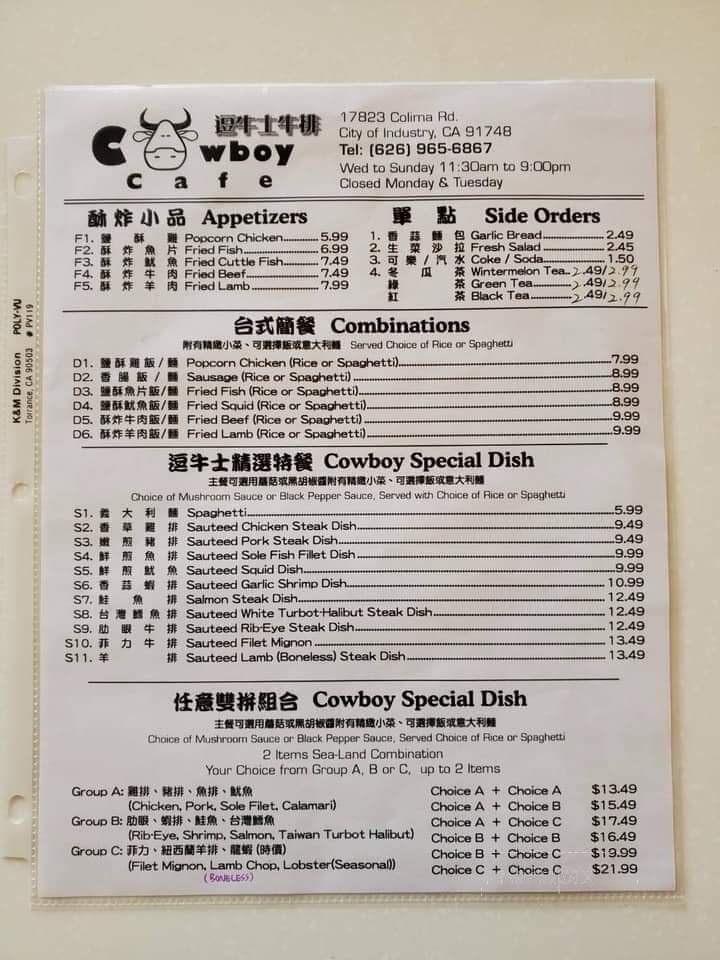 逗牛士牛排
Cowboy
Cafe
17823 Colima Rd.
City of Industry, CA 91748
Tel: (626) 965-6867
Wed to Sunday 11:30am to 9:00pm
Closed Monday & Tuesday
酥炸小品 Appetizers
F1. 鹽酥雞 Popcorn Chicken 5.99
F2. 酥炸魚片 Fried Fish 6.99
F3. 酥炸魷魚 Fried Cuttle Fish 7.49
F4. 酥炸牛肉 Fried Beef 7.49
F5. 酥炸羊肉 Fried Lamb 7.99
單點 Side Orders
1. 香蒜麵包 Garlic Bread 2.49
2. 生菜沙拉 Fresh Salad 2.45
3. 可樂/汽水 Coke / Soda 1.50
4. 冬瓜茶 Wintermelon Tea 2.49/2.99
綠茶 Green Tea 2.49/2.99
紅茶 Black Tea 2.49/2.99
台式簡餐 Combinations
附有精緻小菜、可選擇飯或意大利麵 Served Choice of Rice or Spaghetti
D1. 鹽酥雞飯/麵 Popcorn Chicken (Rice or Spaghetti) 7.99
D2. 香腸飯/麵 Sausage (Rice or Spaghetti) 8.99
D3. 鹽酥魚片飯/麵 Fried Fish (Rice or Spaghetti) 8.99
D4. 鹽酥魷魚飯/麵 Fried Squid (Rice or Spaghetti) 8.99
D5. 酥炸牛肉飯/麵 Fried Beef (Rice or Spaghetti) 9.99
D6. 酥炸羊肉飯/麵 Fried Lamb (Rice or Spaghetti) 9.99
逗牛士精選特餐 Cowboy Special Dish
主餐可選用蘑菇或黑胡椒醬附有精緻小菜、可選擇飯或意大利麵
Choice of Mushroom Sauce or Black Pepper Sauce, Served with Choice of Rice or Spaghetti
S1. 義大利麵 Spaghetti 5.99
S2. 香草雞排 Sauteed Chicken Steak Dish 9.49
S3. 嫩煎豬排 Sauteed Pork Steak Dish 9.49
S4. 鮮煎魚排 Sauteed Sole Fish Fillet Dish 9.99
S5. 鮮煎魷魚 Sauteed Squid Dish 9.99
S6. 香蒜蝦排 Sauteed Garlic Shrimp Dish 10.99
S7. 鮭魚排 Salmon Steak Dish 12.49
S8. 台灣鱈魚排 Sauteed White Turbot-Halibut Steak Dish 12.49
S9. 肋眼牛排 Sauteed Rib-Eye Steak Dish 12.49
S10. 菲力牛排 Sauteed Filet Mignon 13.49
S11. 羊排 Sauteed Lamb (Boneless) Steak Dish 13.49
任意雙拚組合 Cowboy Special Dish
主餐可選用蘑菇或黑胡椒醬附有精緻小菜、可選擇飯或意大利麵
Choice of Mushroom Sauce or Black Pepper Sauce, Served Choice of Rice or Spaghetti
2 Items Sea-Land Combination
Your Choice from Group A, B or C, up to 2 Items
Group A: 雞排、豬排、魚排、魷魚
(Chicken, Pork, Sole Filet, Calamari)
Group B: 肋眼、蝦排、鮭魚、台灣鱈魚
(Rib-Eye, Shrimp, Salmon, Taiwan Turbot Halibut)
Group C: 菲力、紐西蘭羊排、龍蝦 (時價)
(Filet Mignon, Lamb Chop, Lobster(Seasonal))
(BONELESS)
Choice A + Choice A $13.49
Choice A + Choice B $15.49
Choice A + Choice C $17.49
Choice B + Choice B $16.49
Choice B + Choice C $19.99
Choice C + Choice C $21.99
K&M Division POLY-VU
Torrance, CA 90503 # PV119